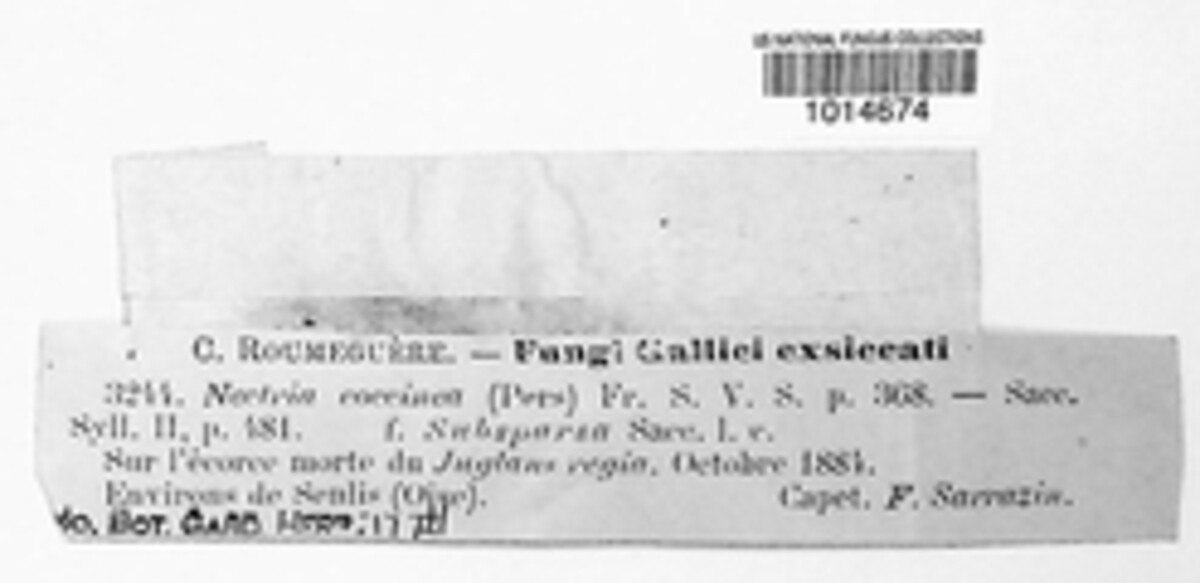 US NATIONAL FUNGUS COLLECTIONS
1014674
C. ROUMEGUÈRE. — Fungi Gallici exsiccati
3244. Nectria coccinea (Pers) Fr. S. V. S. p. 368. — Sacc.
Syll. II, p. 481. f. Subsparsa Sacc. l. c.
Sur l'écorce morte du Juglans regia. Octobre 1884.
Environs de Senlis (Oise). Capet. F. Sarrazin.
MO. BOT. GARD. HERB.